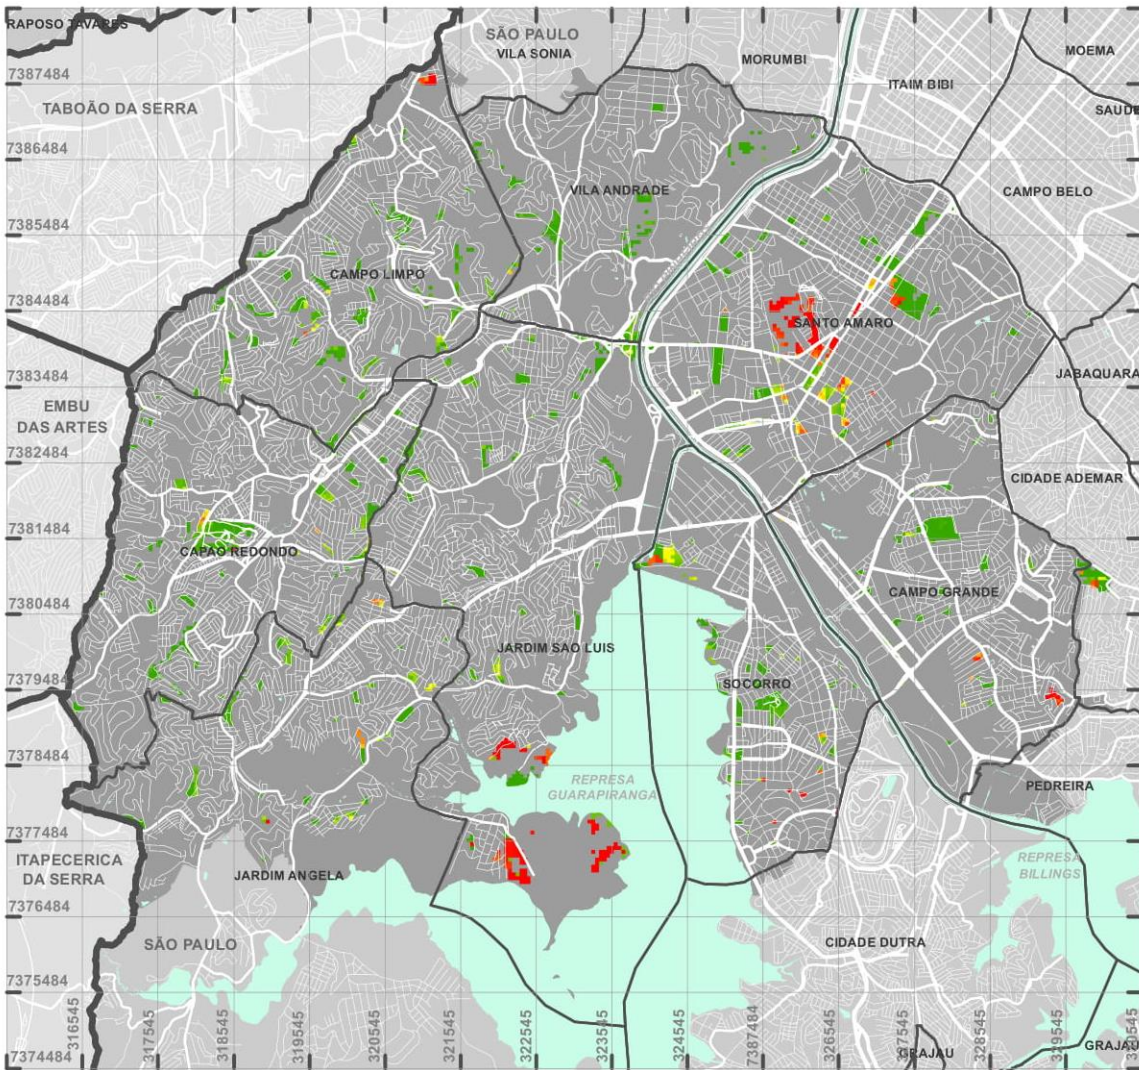 RAPOSO TAVARES
SÃO PAULO
VILA SONIA
MORUMBI
MOEMA
ITAIM BIBI
7387484
TABOÃO DA SERRA
SAUDE
7386484
VILA ANDRADE
CAMPO BELO
7385484
CAMPO LIMPO
7384484
SANTO AMARO
JABAQUARA
7383484
EMBU
DAS ARTES
7382484
CIDADE ADEMAR
7381484
CAPAO REDONDO
CAMPO GRANDE
7380484
JARDIM SAO LUIS
SOCORRO
7379484
7378484
REPRESA
GUARAPIRANGA
PEDREIRA
7377484
ITAPECERICA
DA SERRA
JARDIM ANGELA
REPRESA
BILLINGS
7376484
SÃO PAULO
CIDADE DUTRA
7375484
316545
317545
318545
319545
320545
321545
322545
323545
324545
7387484
326545
327545
328545
329545
GRAJAU
GRAJAU
7374484